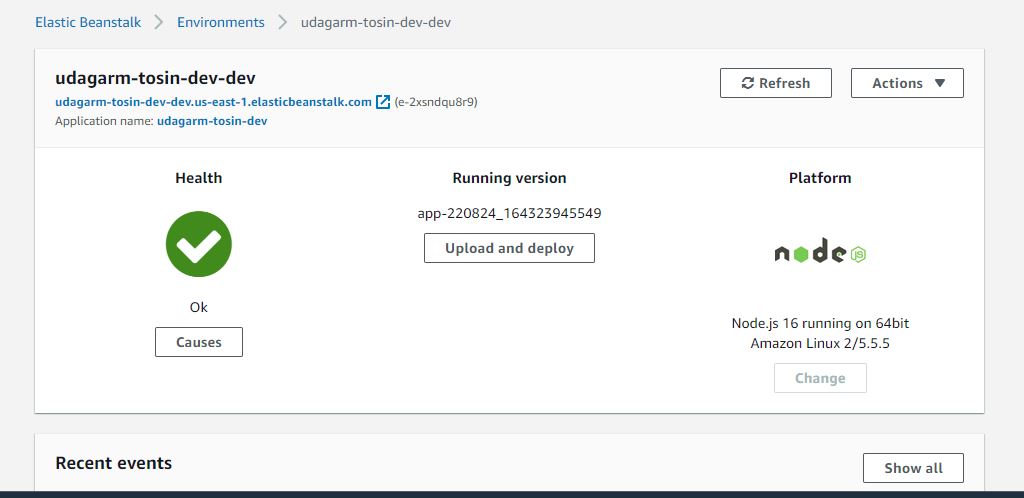 Elastic Beanstalk > Environments > udagarm-tosin-dev-dev
udagarm-tosin-dev-dev
udagarm-tosin-dev-dev.us-east-1.elasticbeanstalk.com (e-2xsndqu8r9)
Application name: udagarm-tosin-dev
Refresh
Actions
Health
Ok
Causes
Running version
app-220824_164323945549
Upload and deploy
Platform
node JS
Node.js 16 running on 64bit
Amazon Linux 2/5.5.5
Change
Recent events
Show all